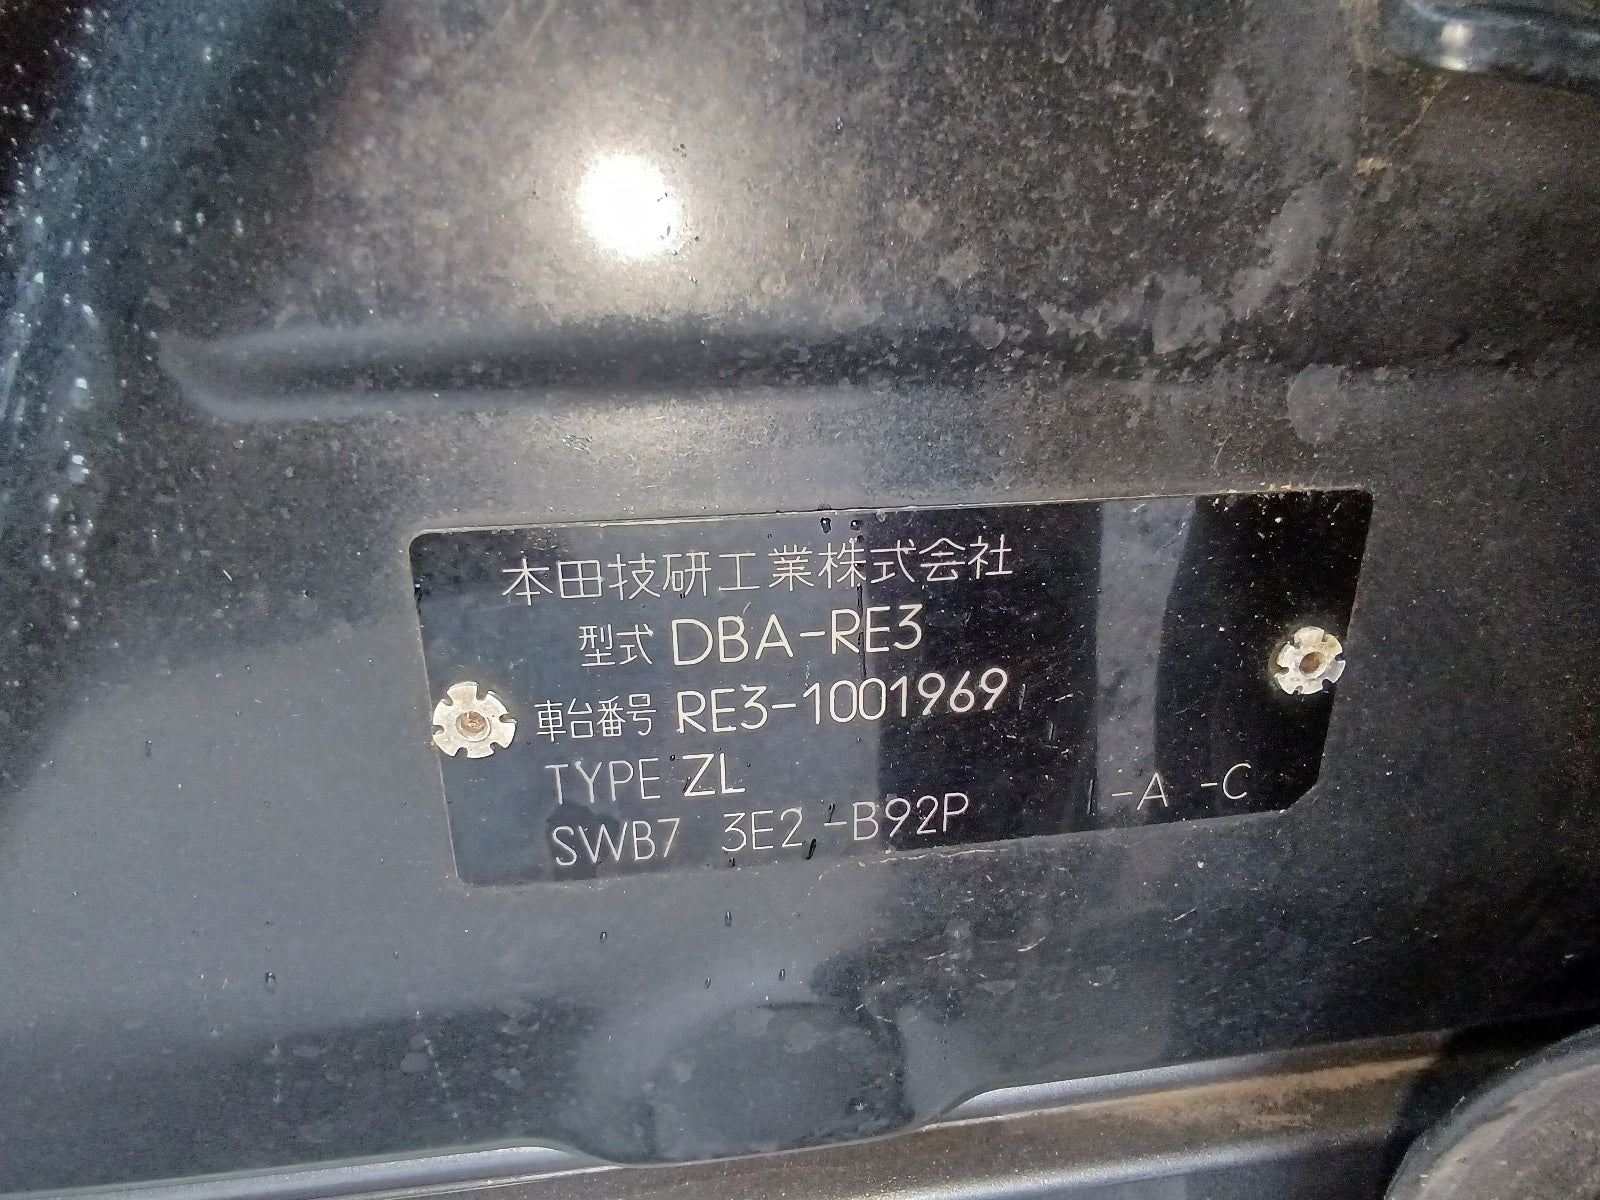 本田技研工業株式会社
型式 DBA-RE3
車台番号 RE3-1001969
TYPE ZL
SWB7 3E2 -B92P 1-A -C